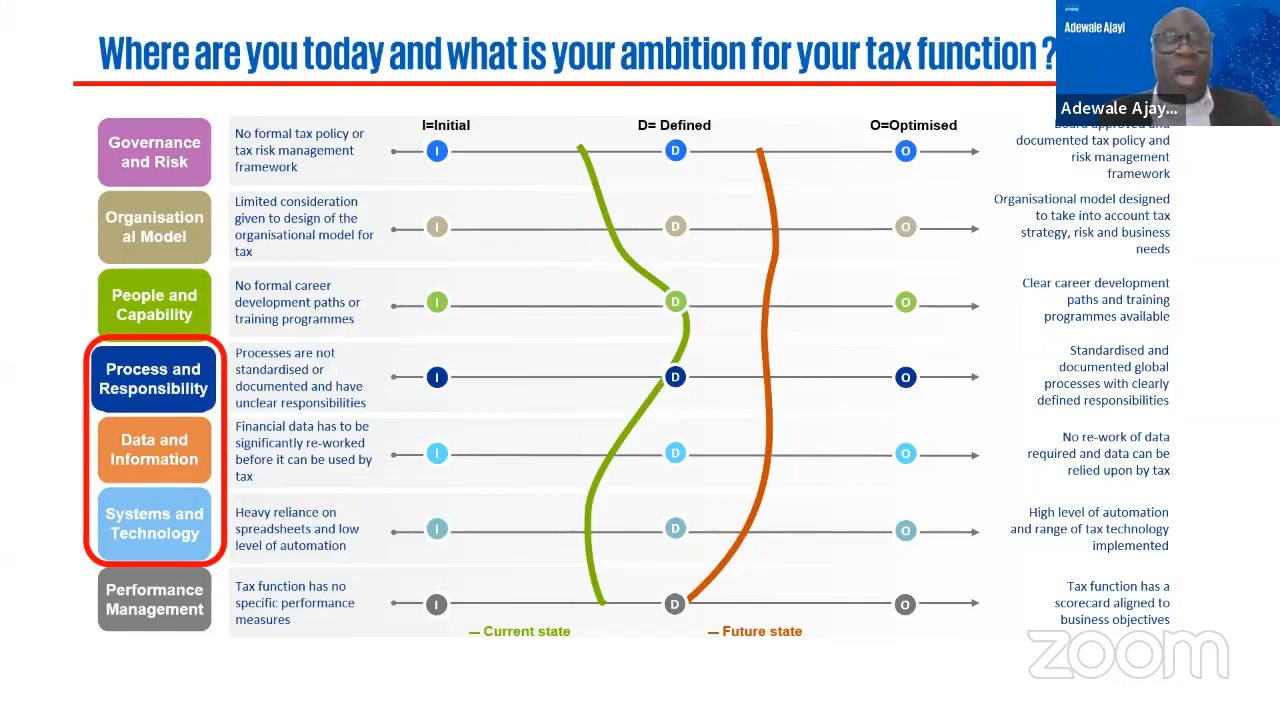 Where are you today and what is your ambition for your tax function ?
Adewale Ajayi
Adewale Ajay...
I=Initial
D= Defined
O=Optimised
Governance
and Risk
No formal tax policy or
tax risk management
framework
I
D
O
documented tax policy and
risk management
framework
Organisation
al Model
Limited consideration
given to design of the
organisational model for
tax
I
D
O
Organisational model designed
to take into account tax
strategy, risk and business
needs
People and
Capability
No formal career
development paths or
training programmes
I
D
O
Clear career development
paths and training
programmes available
Process and
Responsibility
Processes are not
standardised or
documented and have
unclear responsibilities
I
D
O
Standardised and
documented global
processes with clearly
defined responsibilities
Data and
Information
Financial data has to be
significantly re-worked
before it can be used by
tax
I
D
O
No re-work of data
required and data can be
relied upon by tax
Systems and
Technology
Heavy reliance on
spreadsheets and low
level of automation
I
D
O
High level of automation
and range of tax technology
implemented
Performance
Management
Tax function has no
specific performance
measures
I
D
O
Tax function has a
scorecard aligned to
business objectives
— Current state
— Future state
zoom